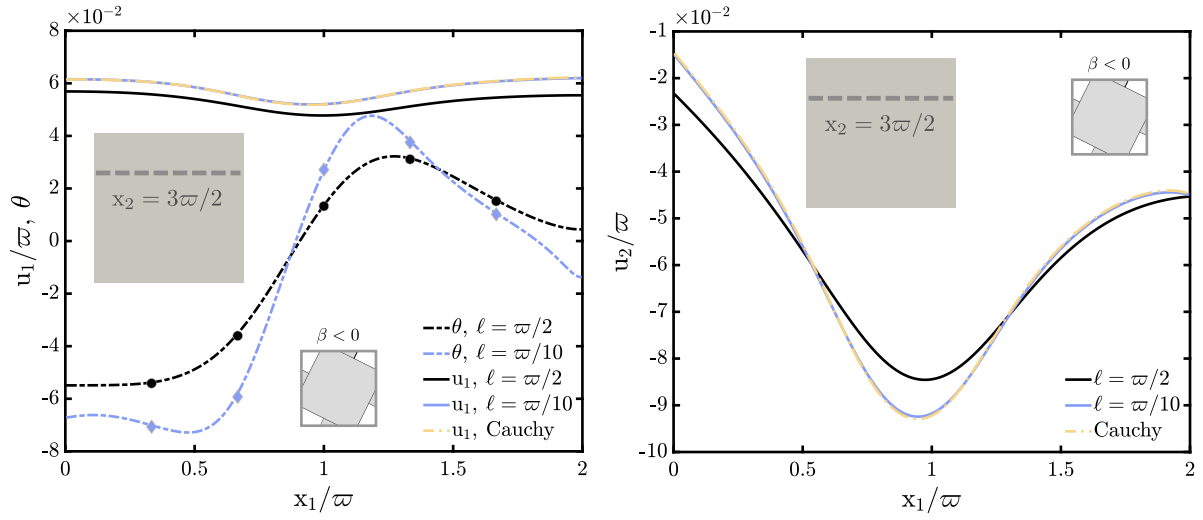 ×10⁻²
8
6
4
2
0
-2
-4
-6
-8
u₁/ϖ, θ
0
0.5
1
1.5
2
x₁/ϖ
x₂ = 3ϖ/2
β < 0
θ, ℓ = ϖ/2
θ, ℓ = ϖ/10
u₁, ℓ = ϖ/2
u₁, ℓ = ϖ/10
u₁, Cauchy
×10⁻²
-1
-2
-3
-4
-5
-6
-7
-8
-9
-10
u₂/ϖ
0
0.5
1
1.5
2
x₁/ϖ
x₂ = 3ϖ/2
β < 0
ℓ = ϖ/2
ℓ = ϖ/10
Cauchy